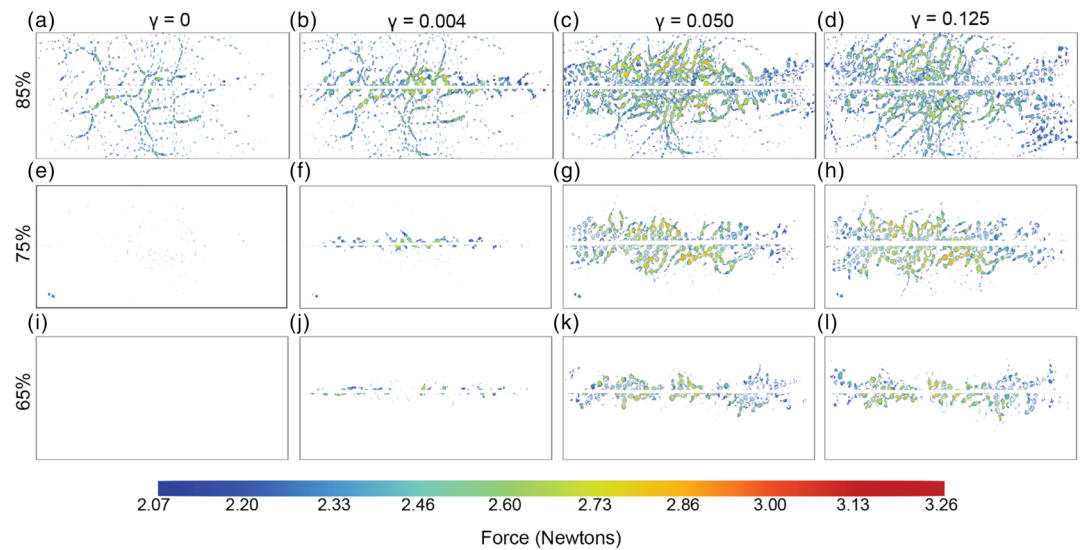 (a) γ = 0 (b) γ = 0.004 (c) γ = 0.050 (d) γ = 0.125
85%
(e) (f) (g) (h)
75%
(i) (j) (k) (l)
65%
2.07 2.20 2.33 2.46 2.60 2.73 2.86 3.00 3.13 3.26
Force (Newtons)